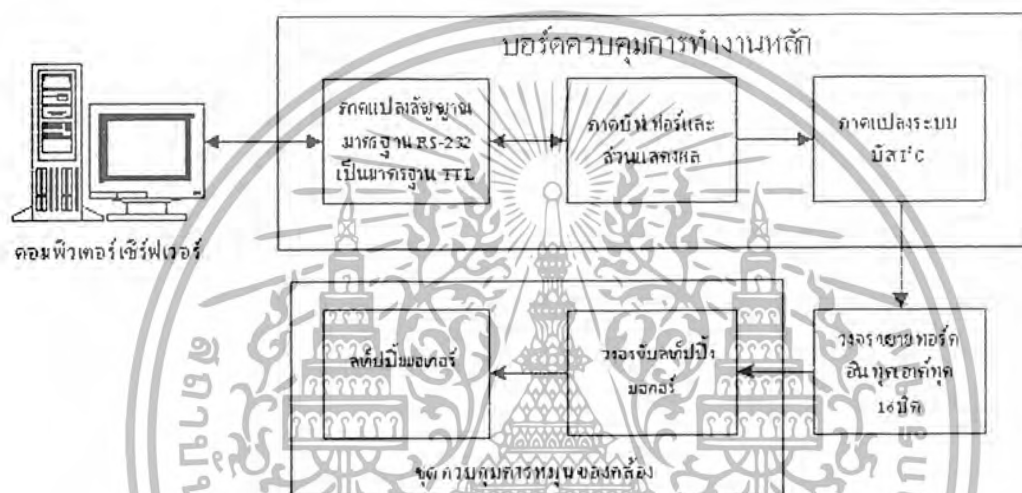 บอร์ดควบคุมการทำงานหลัก
ภาคแปลงสัญญาณ
มาตรฐาน RS-232
เป็นมาตรฐาน TTL
ภาคบัฟเฟอร์และ
ส่วนแสดงผล
ภาคแปลงระบบ
บัส I²C
คอมพิวเตอร์เซิร์ฟเวอร์
สเต็ปปิ้งมอเตอร์
วงจรขับสเต็ปปิ้ง
มอเตอร์
วงจรขยายพอร์ต
อินพุตเอาต์พุต
16บิต
ชุดควบคุมการหมุนของกล้อง